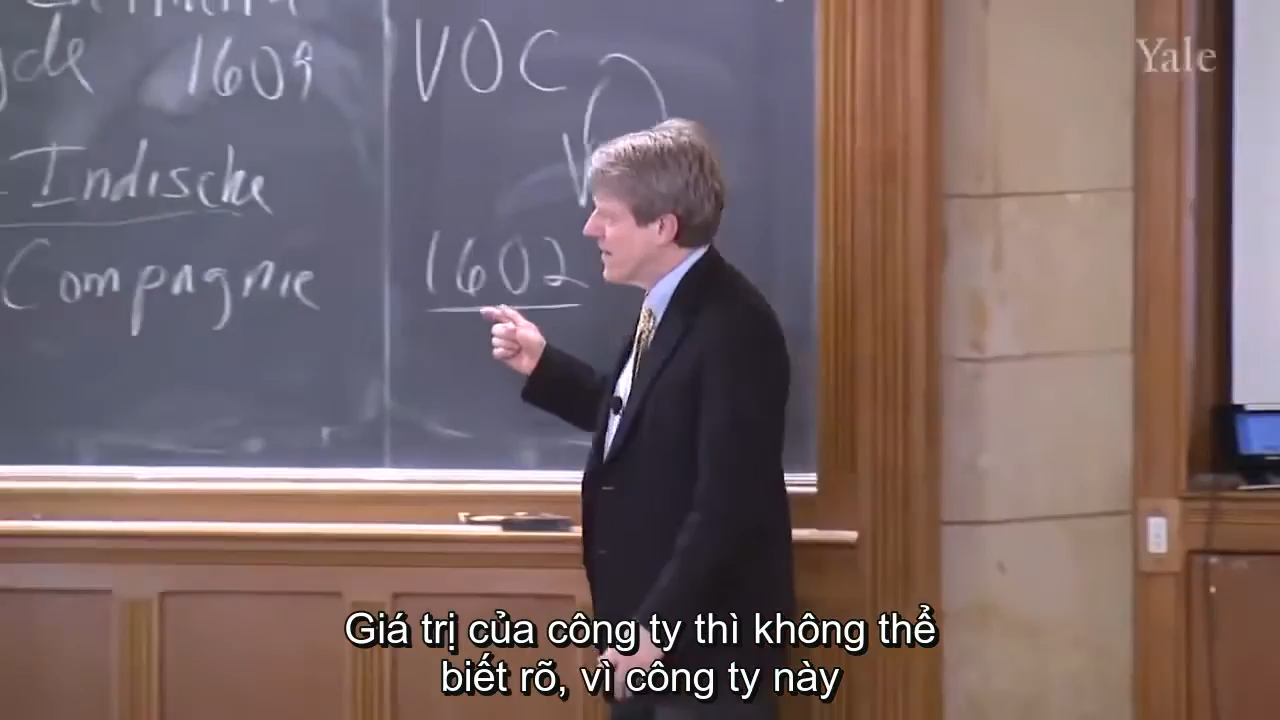 1609
Indische
Compagnie
VOC
1602
Yale
Giá trị của công ty thì không thể
biết rõ, vì công ty này